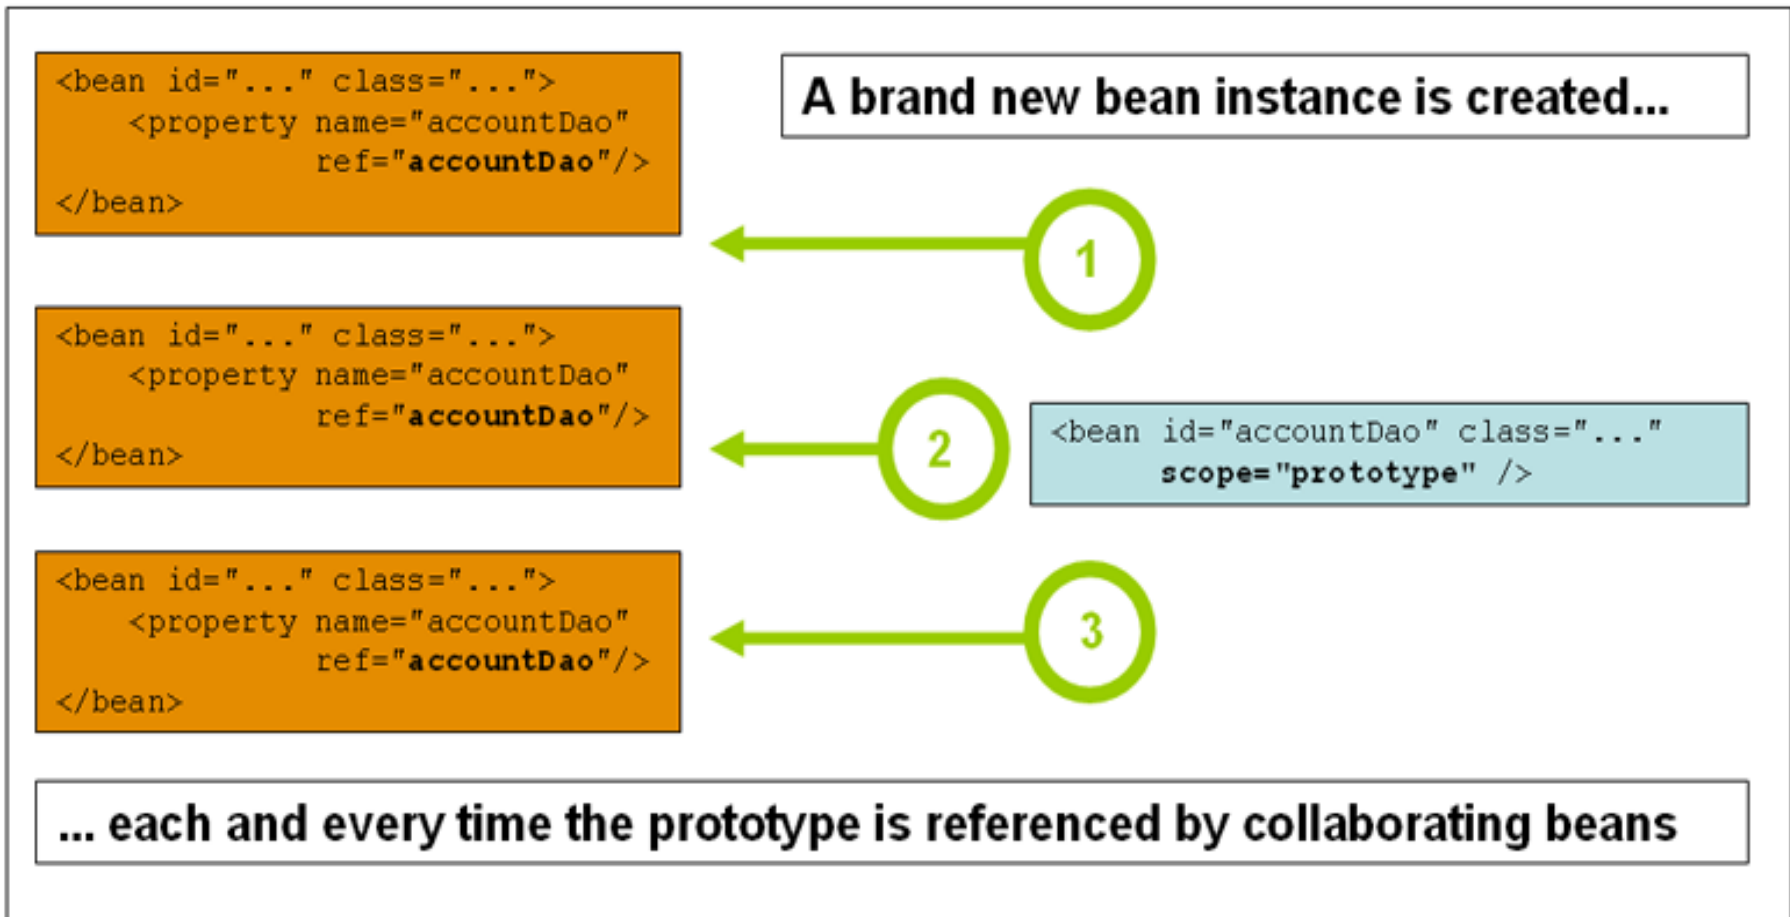 <bean id="..." class="...">
    <property name="accountDao"
              ref="accountDao"/>
</bean>
A brand new bean instance is created...
1
<bean id="..." class="...">
    <property name="accountDao"
              ref="accountDao"/>
</bean>
2
<bean id="accountDao" class="..."
      scope="prototype" />
<bean id="..." class="...">
    <property name="accountDao"
              ref="accountDao"/>
</bean>
3
... each and every time the prototype is referenced by collaborating beans